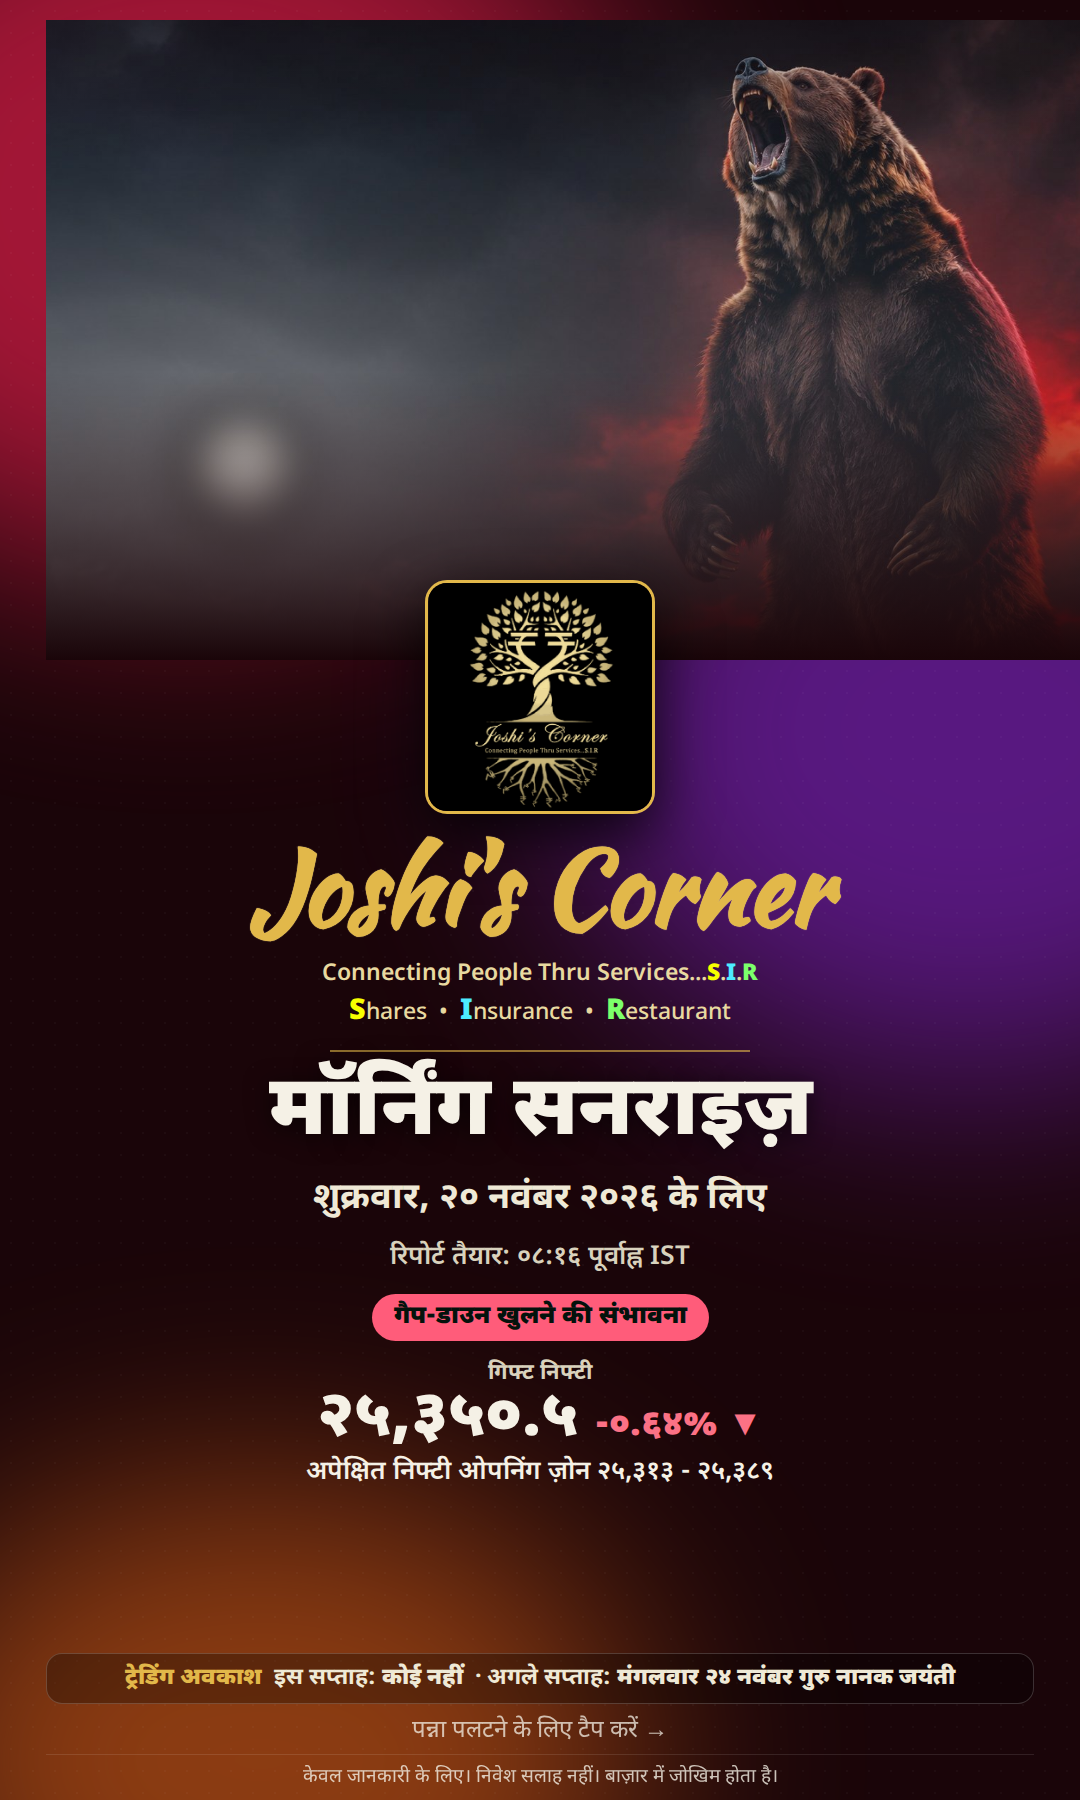 Joshi's Corner
Connecting People Thru Services...S.I.R
Joshi's Corner
Connecting People Thru Services...S.I.R
Shares • Insurance • Restaurant
मॉर्निंग सनराइज़
शुक्रवार, २० नवंबर २०२६ के लिए
रिपोर्ट तैयार: ०८:१६ पूर्वाह्न IST
गैप-डाउन खुलने की संभावना
गिफ्ट निफ्टी
२५,३५०.५ -०.६४% ▼
अपेक्षित निफ्टी ओपनिंग ज़ोन २५,३१३ - २५,३८९
ट्रेडिंग अवकाश इस सप्ताह: कोई नहीं · अगले सप्ताह: मंगलवार २४ नवंबर गुरु नानक जयंती
पन्ना पलटने के लिए टैप करें →
केवल जानकारी के लिए। निवेश सलाह नहीं। बाज़ार में जोखिम होता है।